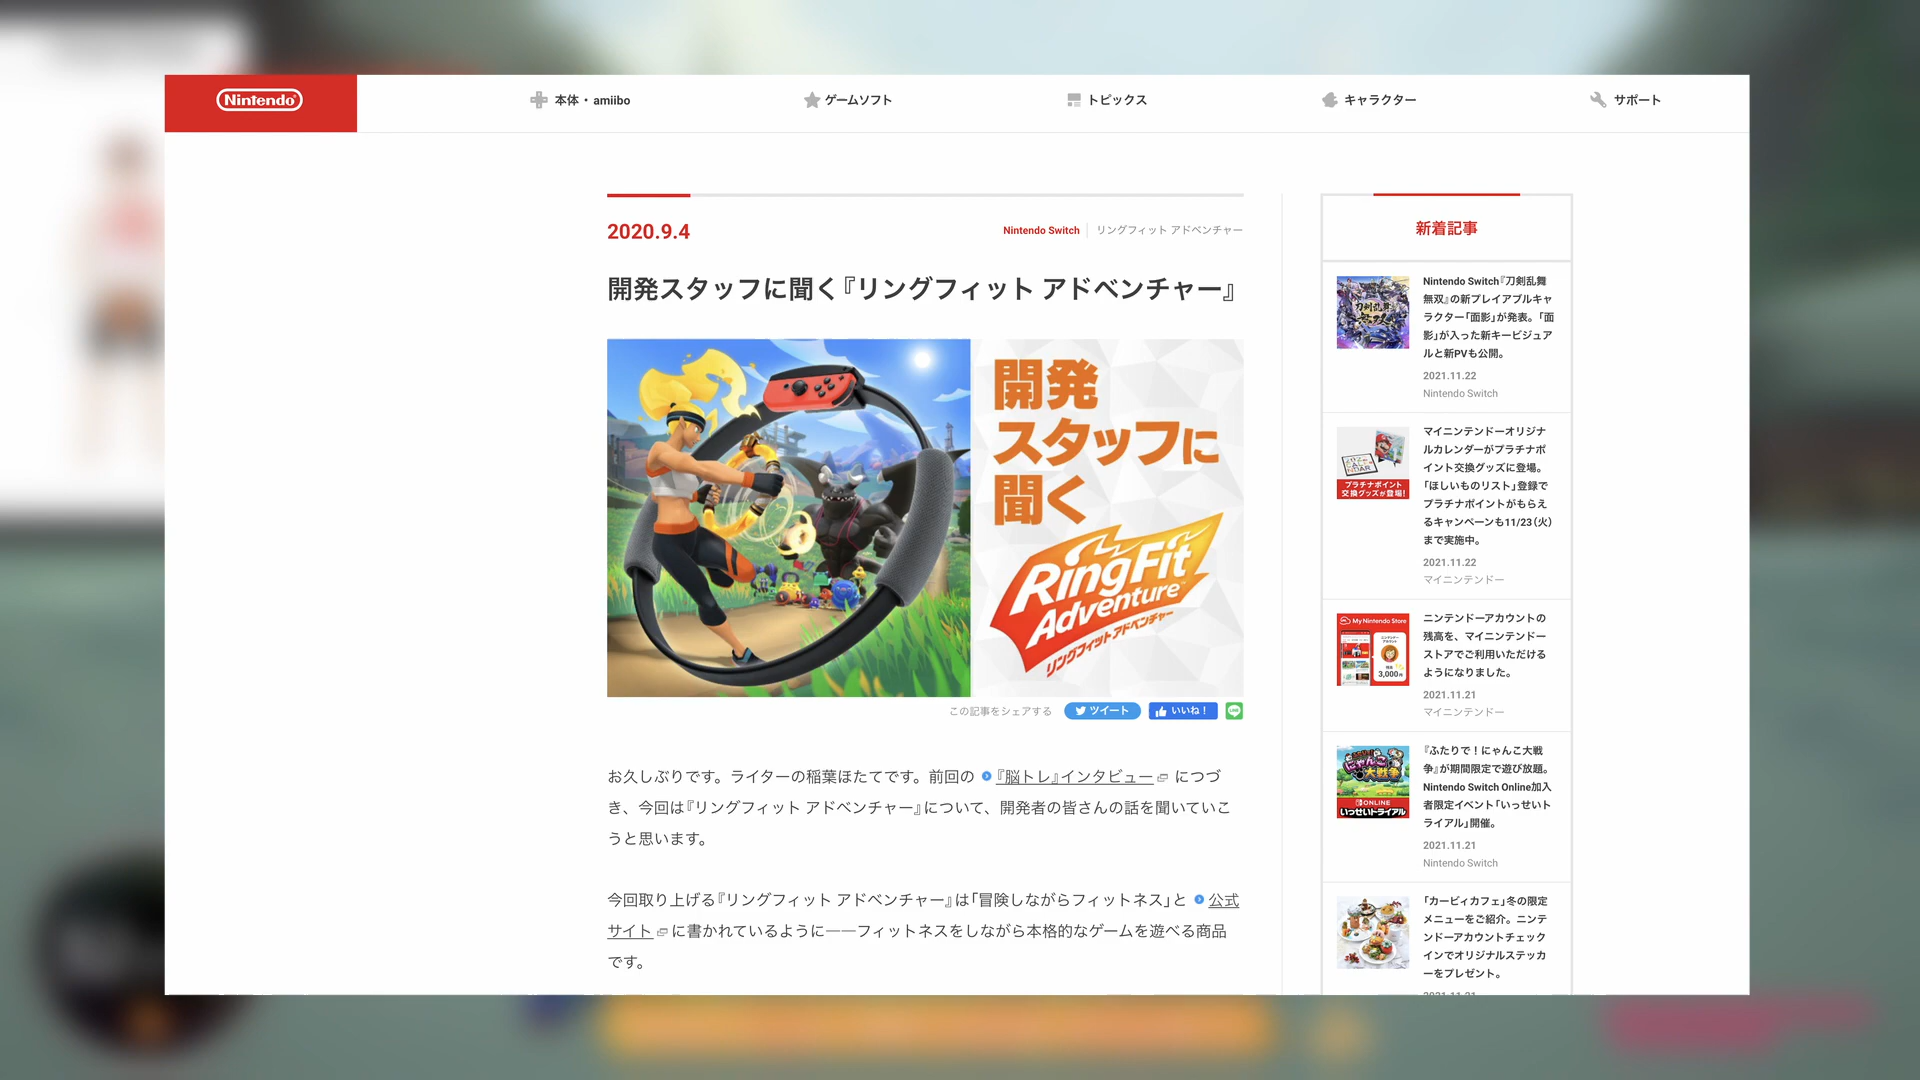 Nintendo
本体・amiibo
ゲームソフト
トピックス
キャラクター
サポート
2020.9.4
Nintendo Switch
リングフィット アドベンチャー
開発スタッフに聞く『リングフィット アドベンチャー』
開発
スタッフに
聞く
RingFit
Adventure
リングフィット アドベンチャー
この記事をシェアする
ツイート
いいね！
LINE
お久しぶりです。ライターの稲葉ほたてです。前回の『脳トレ』インタビュー につづ
き、今回は『リングフィット アドベンチャー』について、開発者の皆さんの話を聞いていこ
うと思います。
今回取り上げる『リングフィット アドベンチャー』は「冒険しながらフィットネス」と 公式
サイト に書かれているように──フィットネスをしながら本格的なゲームを遊べる商品
です。
新着記事
刀剣乱舞
無双
Nintendo Switch『刀剣乱舞
無双』の新プレイアブルキャ
ラクター「面影」が発表。「面
影」が入った新キービジュア
ルと新PVも公開。
2021.11.22
Nintendo Switch
プラチナポイント
交換グッズが登場!
マイニンテンドーオリジナ
ルカレンダーがプラチナポ
イント交換グッズに登場。
「ほしいものリスト」登録で
プラチナポイントがもらえ
るキャンペーンも11/23（火）
まで実施中。
2021.11.22
マイニンテンドー
My Nintendo Store
3,000円
ニンテンドーアカウントの
残高を、マイニンテンドー
ストアでご利用いただける
ようになりました。
2021.11.21
マイニンテンドー
にゃんこ
大戦争
ONLINE
いっせいトライアル
『ふたりで！にゃんこ大戦
争』が期間限定で遊び放題。
Nintendo Switch Online加入
者限定イベント「いっせいト
ライアル」開催。
2021.11.21
Nintendo Switch
「カービィカフェ」冬の限定
メニューをご紹介。ニンテ
ンドーアカウントチェック
インでオリジナルステッカ
ーをプレゼント。
2021.11.21